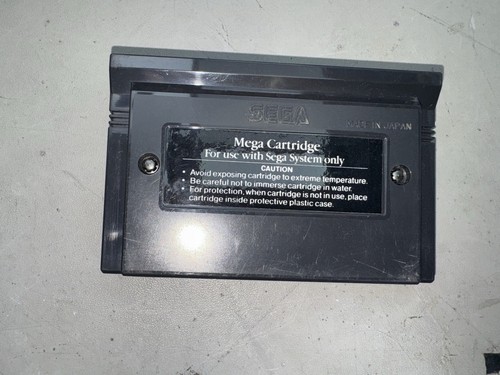 SEGA
MADE IN JAPAN
Mega Cartridge
For use with Sega System only
CAUTION
• Avoid exposing cartridge to extreme temperature.
• Be careful not to immerse cartridge in water.
• For protection, when cartridge is not in use, place
cartridge inside protective plastic case.